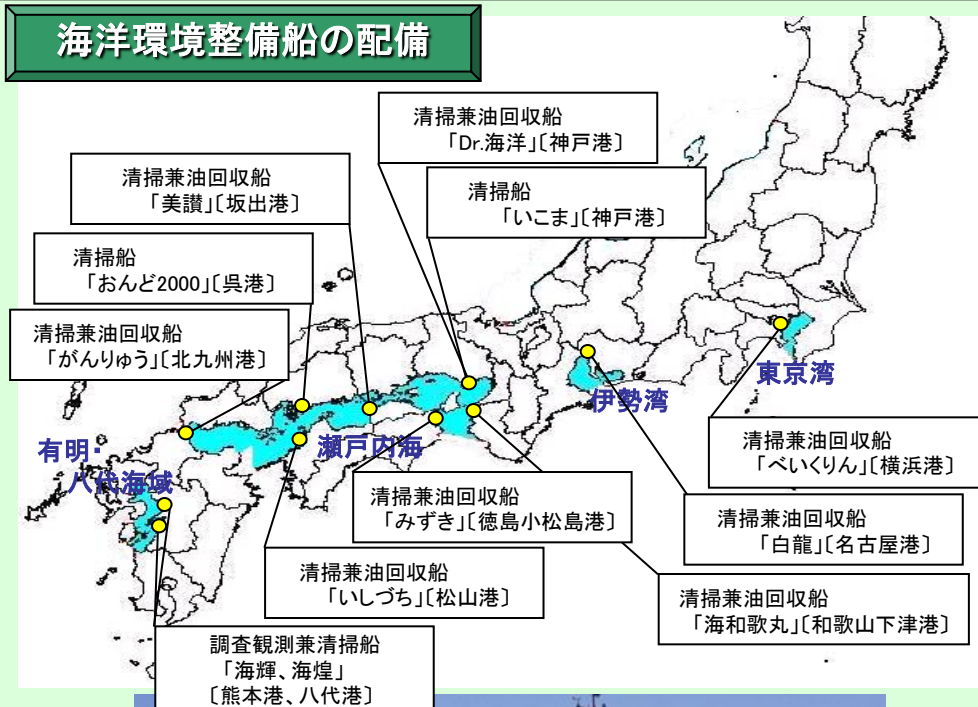 海洋環境整備船の配備
清掃兼油回収船
「Dr.海洋」〔神戸港〕
清掃兼油回収船
「美讃」〔坂出港〕
清掃船
「いこま」〔神戸港〕
清掃船
「おんど2000」〔呉港〕
清掃兼油回収船
「がんりゅう」〔北九州港〕
東京湾
伊勢湾
瀬戸内海
有明・
八代海域
清掃兼油回収船
「べいくりん」〔横浜港〕
清掃兼油回収船
「みずき」〔徳島小松島港〕
清掃兼油回収船
「白龍」〔名古屋港〕
清掃兼油回収船
「いしづち」〔松山港〕
清掃兼油回収船
「海和歌丸」〔和歌山下津港〕
調査観測兼清掃船
「海輝、海煌」
〔熊本港、八代港〕